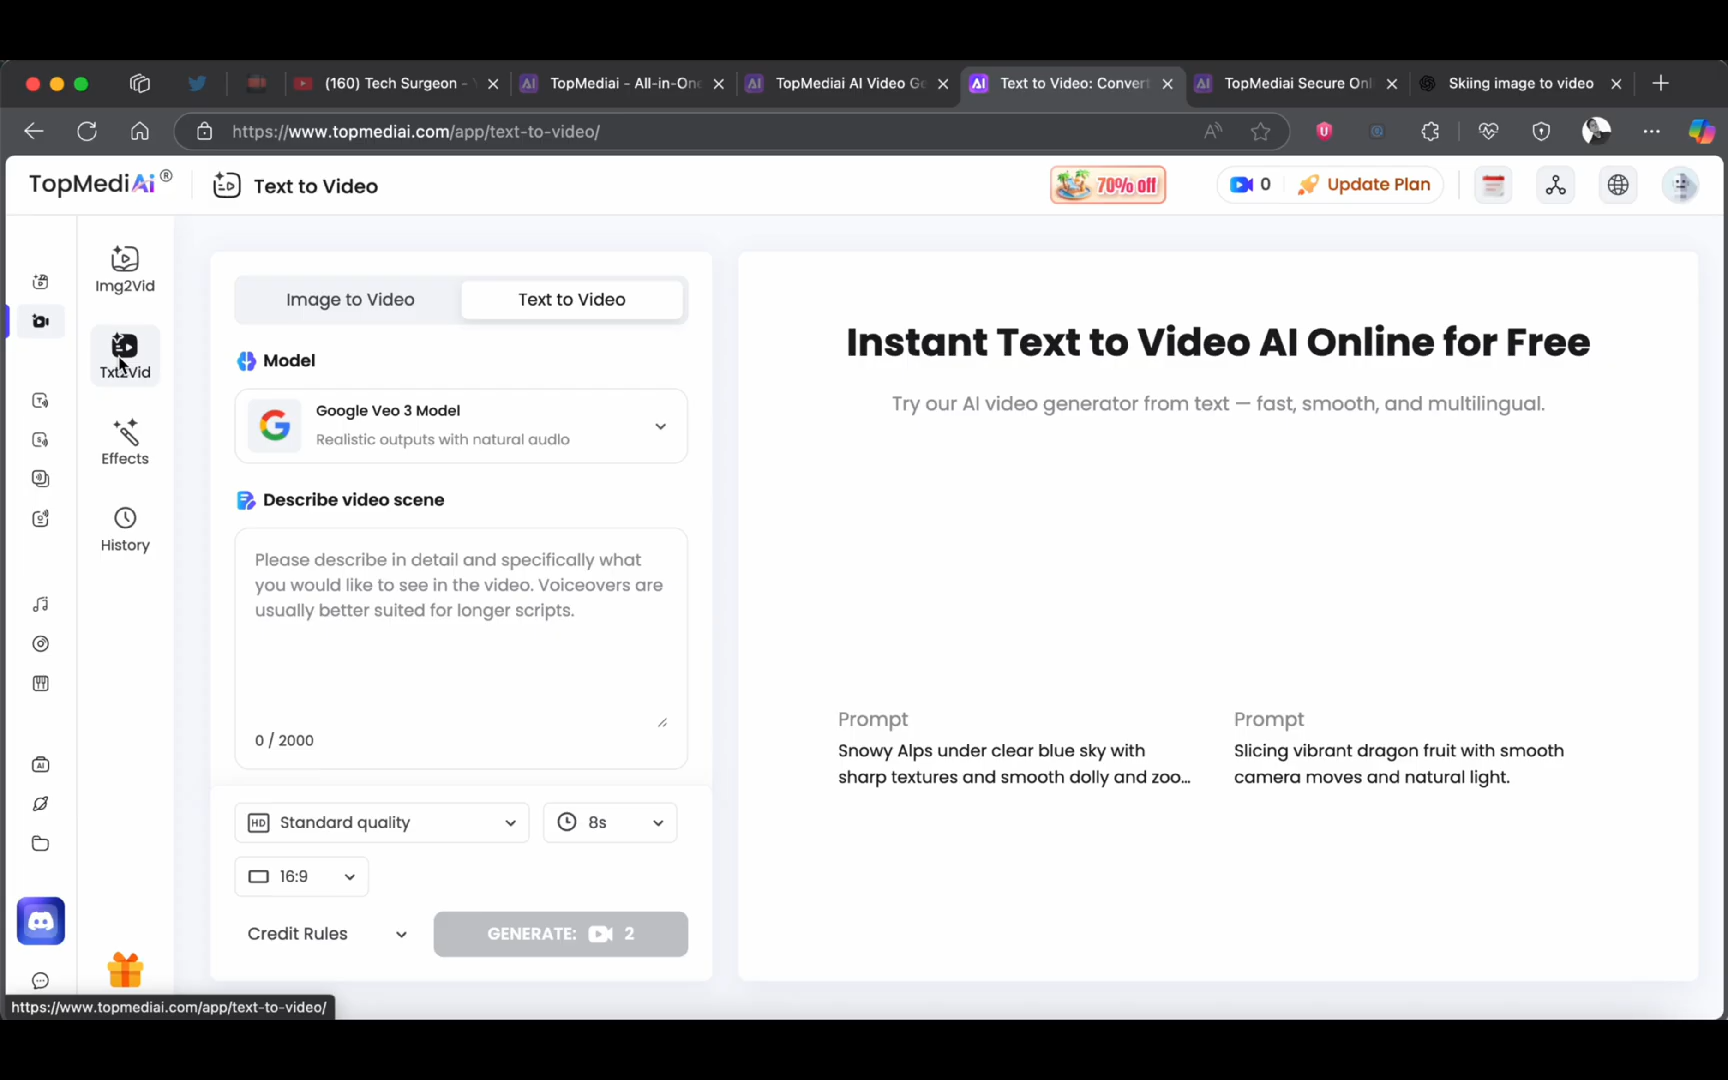 (160) Tech Surgeon -
TopMediai - All-in-One
TopMediai AI Video Ge
Text to Video: Convert
TopMediai Secure Onl
Skiing image to video
https://www.topmediai.com/app/text-to-video/
TopMediAi®
Text to Video
70% off
0
Update Plan
Img2Vid
Txt2Vid
Effects
History
Image to Video
Text to Video
Model
Google Veo 3 Model
Realistic outputs with natural audio
Describe video scene
Please describe in detail and specifically what
you would like to see in the video. Voiceovers are
usually better suited for longer scripts.
0 / 2000
HD Standard quality
8s
16:9
Credit Rules
GENERATE: 2
Instant Text to Video AI Online for Free
Try our AI video generator from text — fast, smooth, and multilingual.
Prompt
Snowy Alps under clear blue sky with
sharp textures and smooth dolly and zoo...
Prompt
Slicing vibrant dragon fruit with smooth
camera moves and natural light.
https://www.topmediai.com/app/text-to-video/